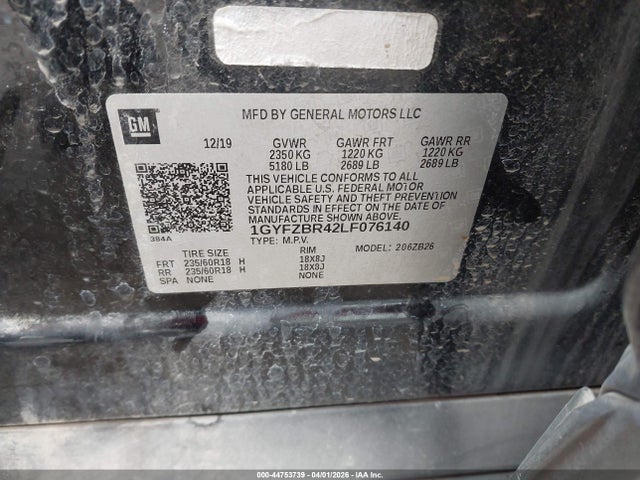 GM
MFD BY GENERAL MOTORS LLC
12/19 GVWR GAWR FRT GAWR RR
2350 KG 1220 KG 1220 KG
5180 LB 2689 LB 2689 LB
THIS VEHICLE CONFORMS TO ALL
APPLICABLE U.S. FEDERAL MOTOR
VEHICLE SAFETY AND THEFT PREVENTION
STANDARDS IN EFFECT ON THE DATE OF
MANUFACTURE SHOWN ABOVE.
1GYFZBR42LF076140
384A
TYPE: M.P.V. MODEL: 206ZB26
TIRE SIZE RIM
FRT 235/60R18 H 18X8J
RR 235/60R18 H 18X8J
SPA NONE NONE
000-44753739 - 04/01/2026 - IAA Inc.